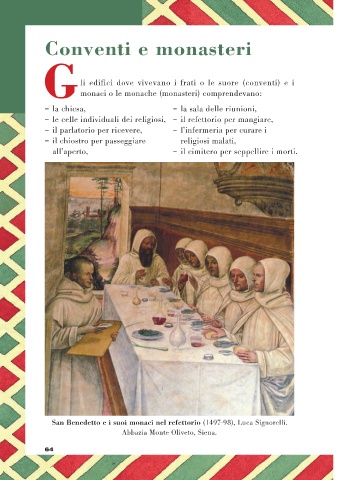 Conventi e monasteri
Gli edifici dove vivevano i frati o le suore (conventi) e i
monaci o le monache (monasteri) comprendevano:
– la chiesa,
– le celle individuali dei religiosi,
– il parlatorio per ricevere,
– il chiostro per passeggiare
all'aperto,
– la sala delle riunioni,
– il refettorio per mangiare,
– l'infermeria per curare i
religiosi malati,
– il cimitero per seppellire i morti.
San Benedetto e i suoi monaci nel refettorio (1497-98), Luca Signorelli.
Abbazia Monte Oliveto, Siena.
64